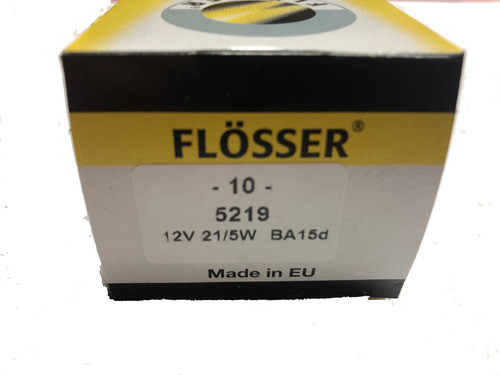 FLÖSSER®
- 10 -
5219
12V 21/5W BA15d
Made in EU